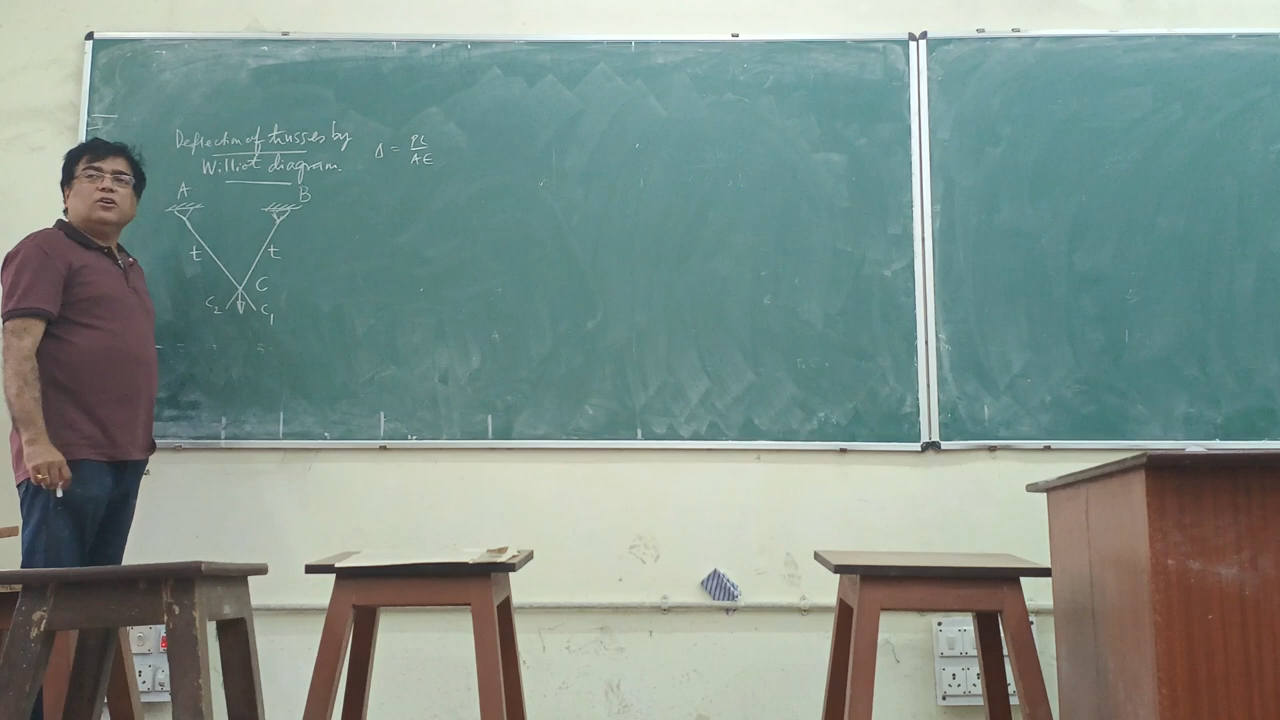 Deflection of trusses by
Williot diagram.
Δ = PL/AE
A
B
t
t
C
C2
C1